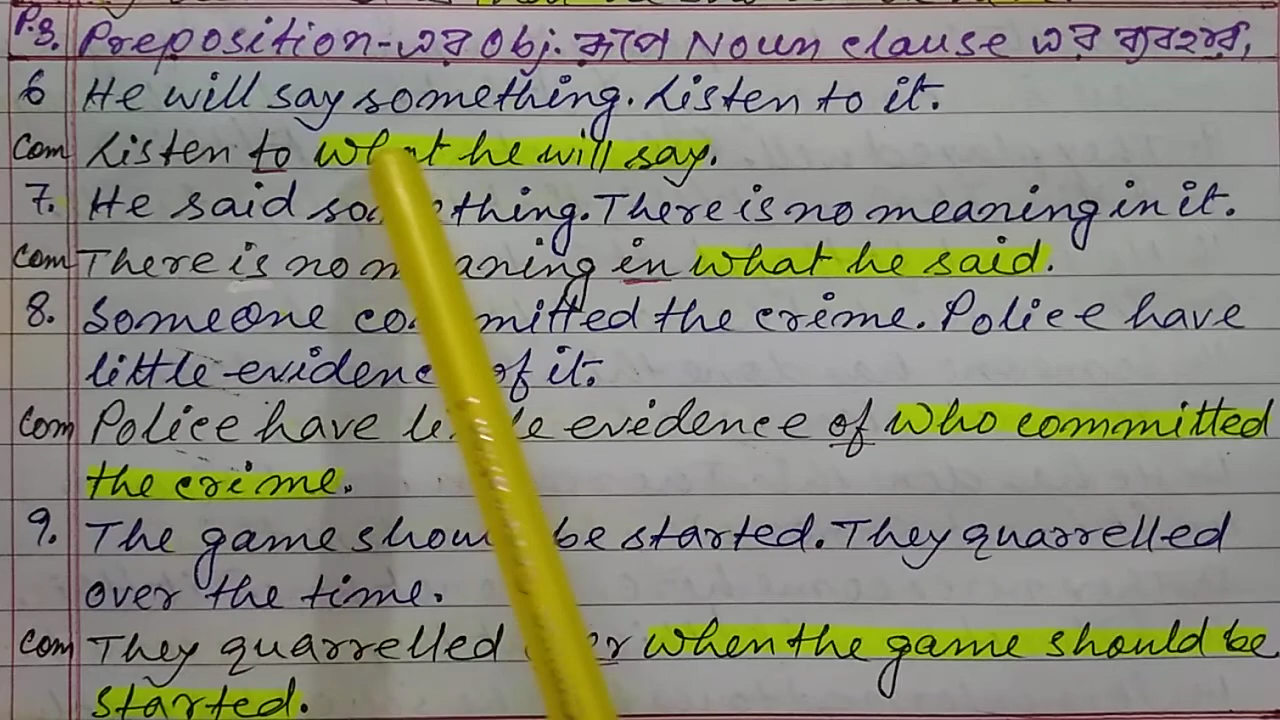 P.3. Preposition-এর Obj. রূপে Noun clause এর ব্যবহার,
6 He will say something. Listen to it.
Com Listen to what he will say.
7. He said something. There is no meaning in it.
Com There is no meaning in what he said.
8. Someone committed the crime. Police have
little evidence of it.
Com Police have little evidence of who committed
the crime.
9. The game should be started. They quarrelled
over the time.
Com They quarrelled over when the game should be
started.